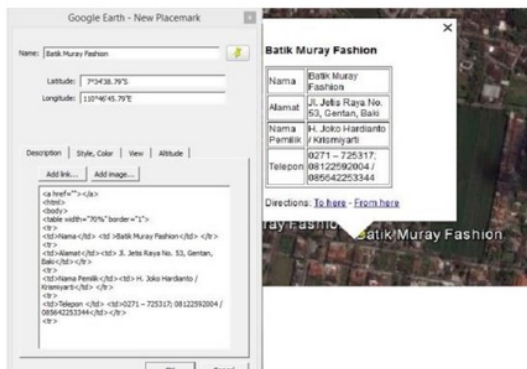 Google Earth - New Placemark
Name: Batik Muray Fashion
Latitude: 7°34'38.79"S
Longitude: 110°46'45.79"E
Description
Style, Color
View
Altitude
Add link...
Add image...
<a href=""></a>
<html>
<body>
<table width="70%" border="1">
<tr>
<td>Nama</td> <td >Batik Muray Fashion</td> </tr>
<tr>
<td>Alamat</td><td> Jl. Jetis Raya No. 53, Gentan,
Baki</td></tr>
<tr>
<td>Nama Pemilik</td><td> H. Joko Hardianto /
Krismiyarti</td> </tr>
<tr>
<td>Telepon </td> <td>0271 – 725317; 08122592004 /
085642253344</td></tr>
<tr>
Batik Muray Fashion
Nama
Batik Muray
Fashion
Alamat
Jl. Jetis Raya No.
53, Gentan, Baki
Nama
Pemilik
H. Joko Hardianto
/ Krismiyarti
Telepon
0271 – 725317;
08122592004 /
085642253344
Directions: To here - From here
Muray Fashion
Batik Muray Fashion